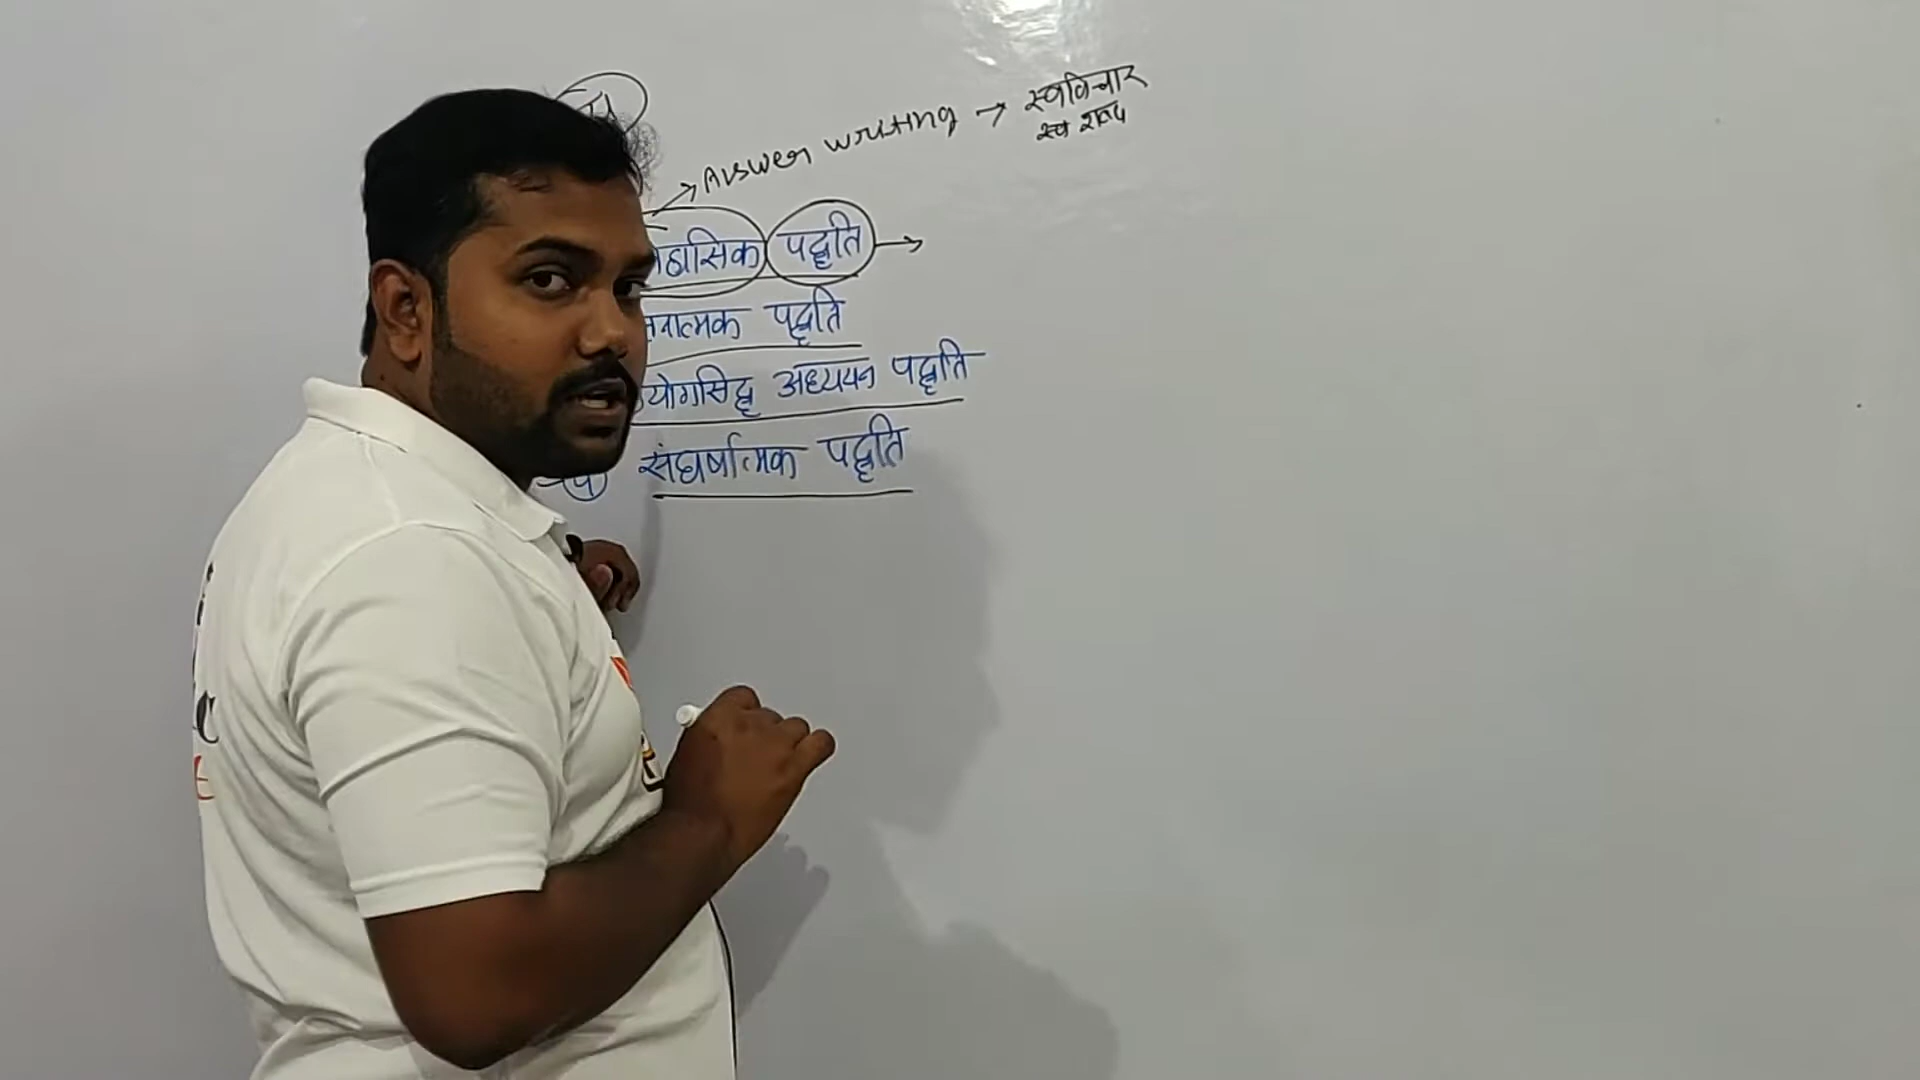 Answer writing → स्वविचार
स्व शब्द
हासिक पद्धति →
नात्मक पद्धति
योगसिद्ध अध्ययन पद्धति
संघर्षात्मक पद्धति